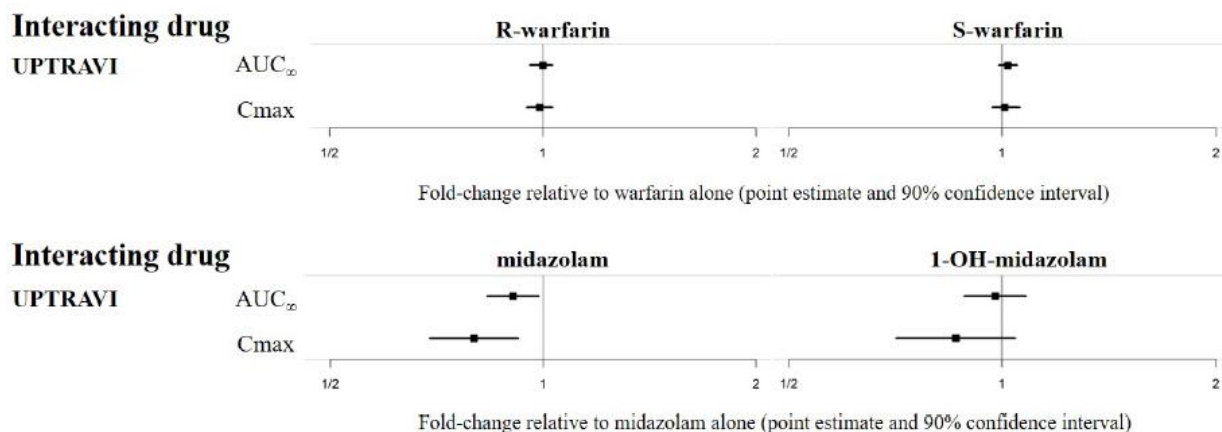 Interacting drug
R-warfarin S-warfarin
UPTRAVI AUC∞
Cmax
1/2 1 2 1/2 1 2
Fold-change relative to warfarin alone (point estimate and 90% confidence interval)
Interacting drug
midazolam 1-OH-midazolam
UPTRAVI AUC∞
Cmax
1/2 1 2 1/2 1 2
Fold-change relative to midazolam alone (point estimate and 90% confidence interval)